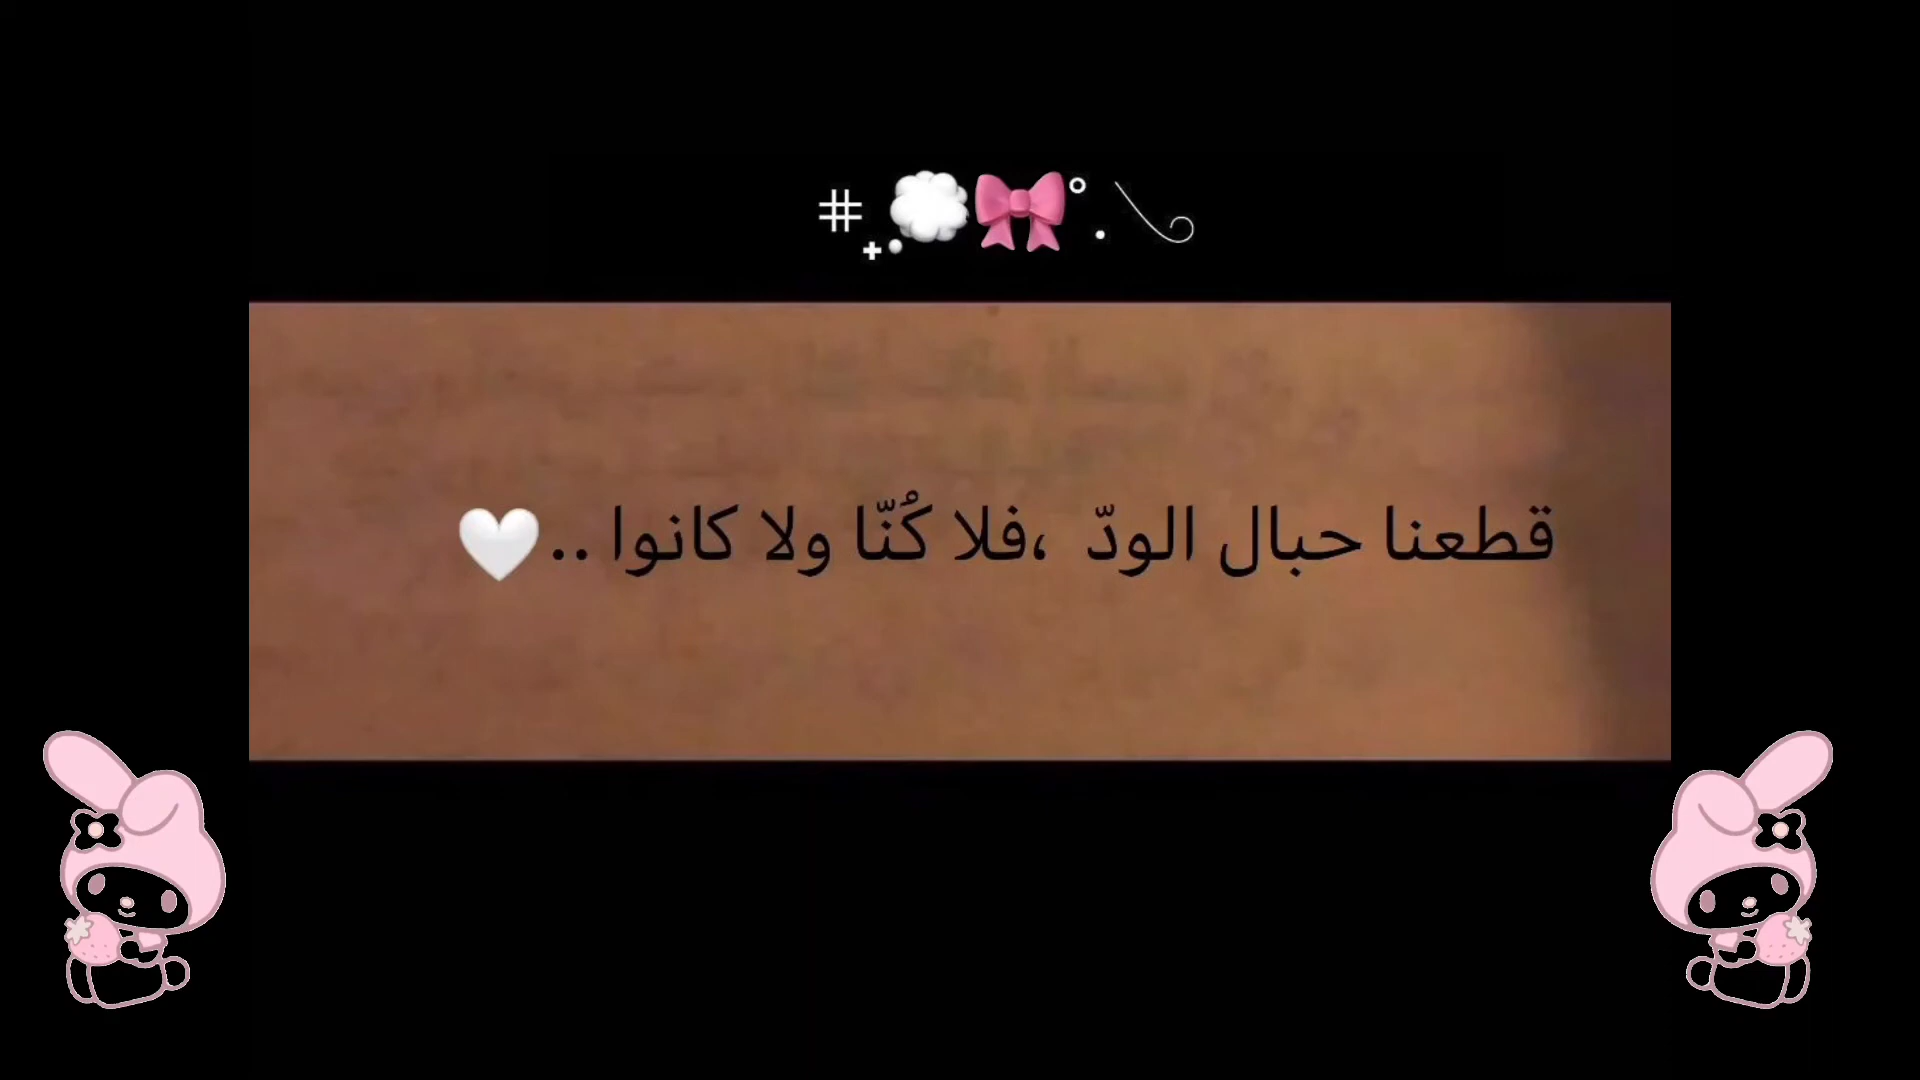 #₊💭🎀˚.
قطعنا حبال الودّ ،فلا كُنّا ولا كانوا ..🤍